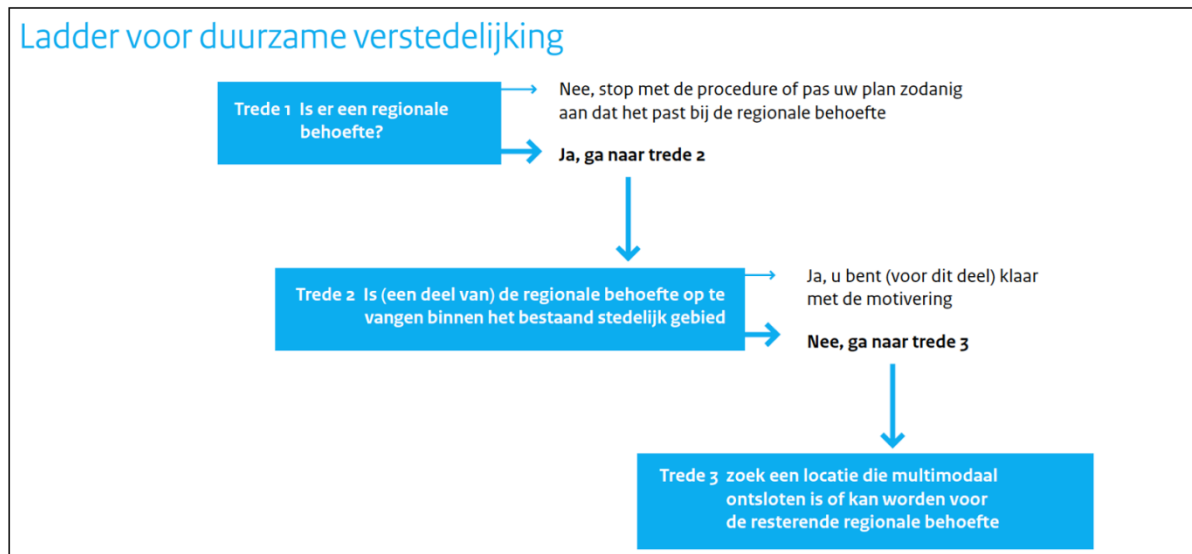 Ladder voor duurzame verstedelijking
Trede 1 Is er een regionale
behoefte?
Nee, stop met de procedure of pas uw plan zodanig
aan dat het past bij de regionale behoefte
Ja, ga naar trede 2
Trede 2 Is (een deel van) de regionale behoefte op te
vangen binnen het bestaand stedelijk gebied
Ja, u bent (voor dit deel) klaar
met de motivering
Nee, ga naar trede 3
Trede 3 zoek een locatie die multimodaal
ontsloten is of kan worden voor
de resterende regionale behoefte